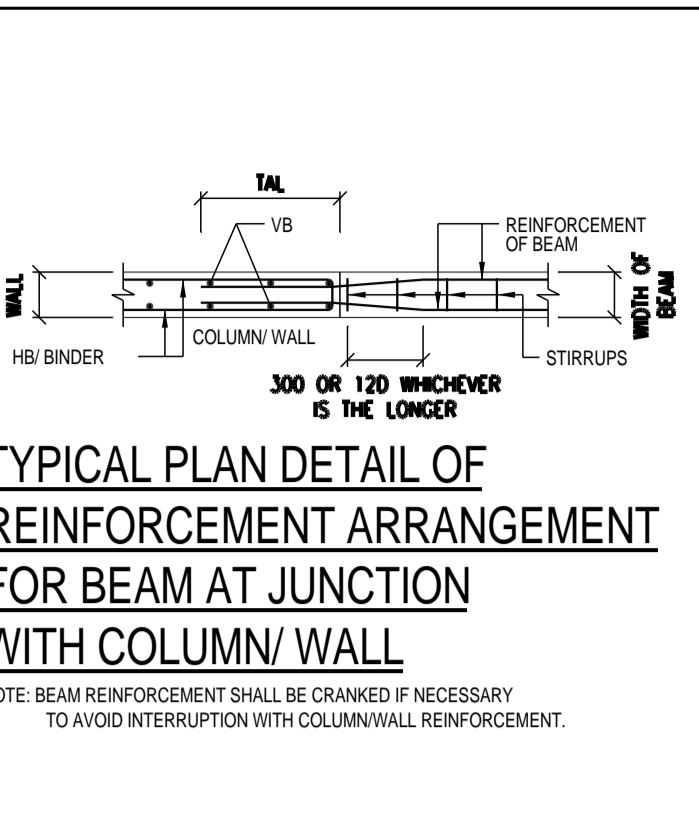 TAL
VB
REINFORCEMENT
OF BEAM
WALL
WIDTH OF
BEAM
COLUMN/ WALL
HB/ BINDER
STIRRUPS
300 OR 12D WHICHEVER
IS THE LONGER
TYPICAL PLAN DETAIL OF
REINFORCEMENT ARRANGEMENT
FOR BEAM AT JUNCTION
WITH COLUMN/ WALL
OTE: BEAM REINFORCEMENT SHALL BE CRANKED IF NECESSARY
TO AVOID INTERRUPTION WITH COLUMN/WALL REINFORCEMENT.